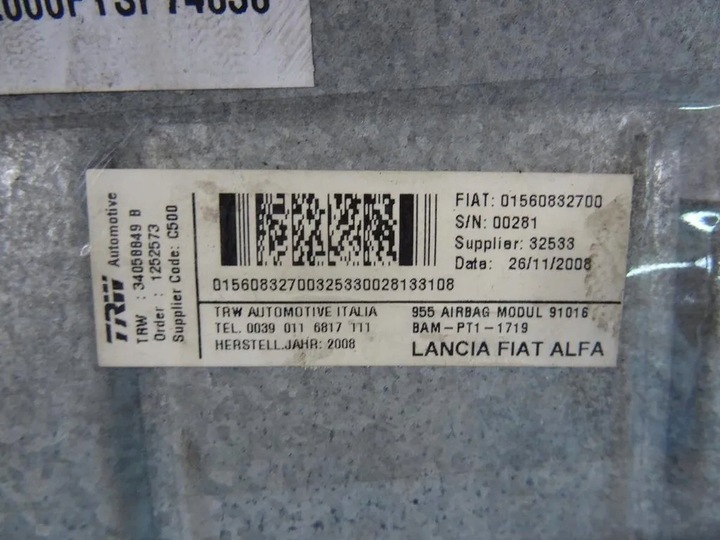 TRW Automotive
TRW : 34058849 B
Order : 1252573
Supplier Code: C500
FIAT: 01560832700
S/N: 00281
Supplier: 32533
Date: 26/11/2008
01560832700325330028133108
TRW AUTOMOTIVE ITALIA
TEL. 0039 011 6817 111
HERSTELL.JAHR: 2008
955 AIRBAG MODUL 91016
BAM-PT1-1719
LANCIA FIAT ALFA